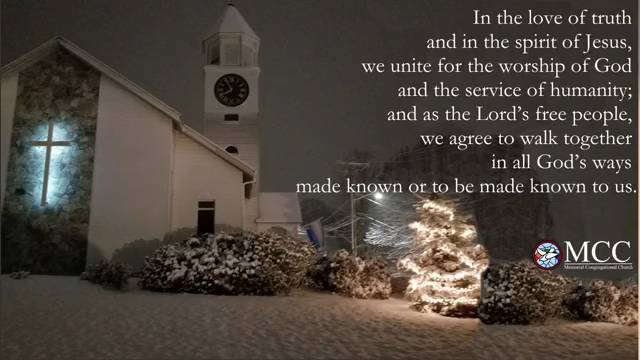 In the love of truth
and in the spirit of Jesus,
we unite for the worship of God
and the service of humanity;
and as the Lord's free people,
we agree to walk together
in all God's ways
made known or to be made known to us.
MCC
Memorial Congregational Church